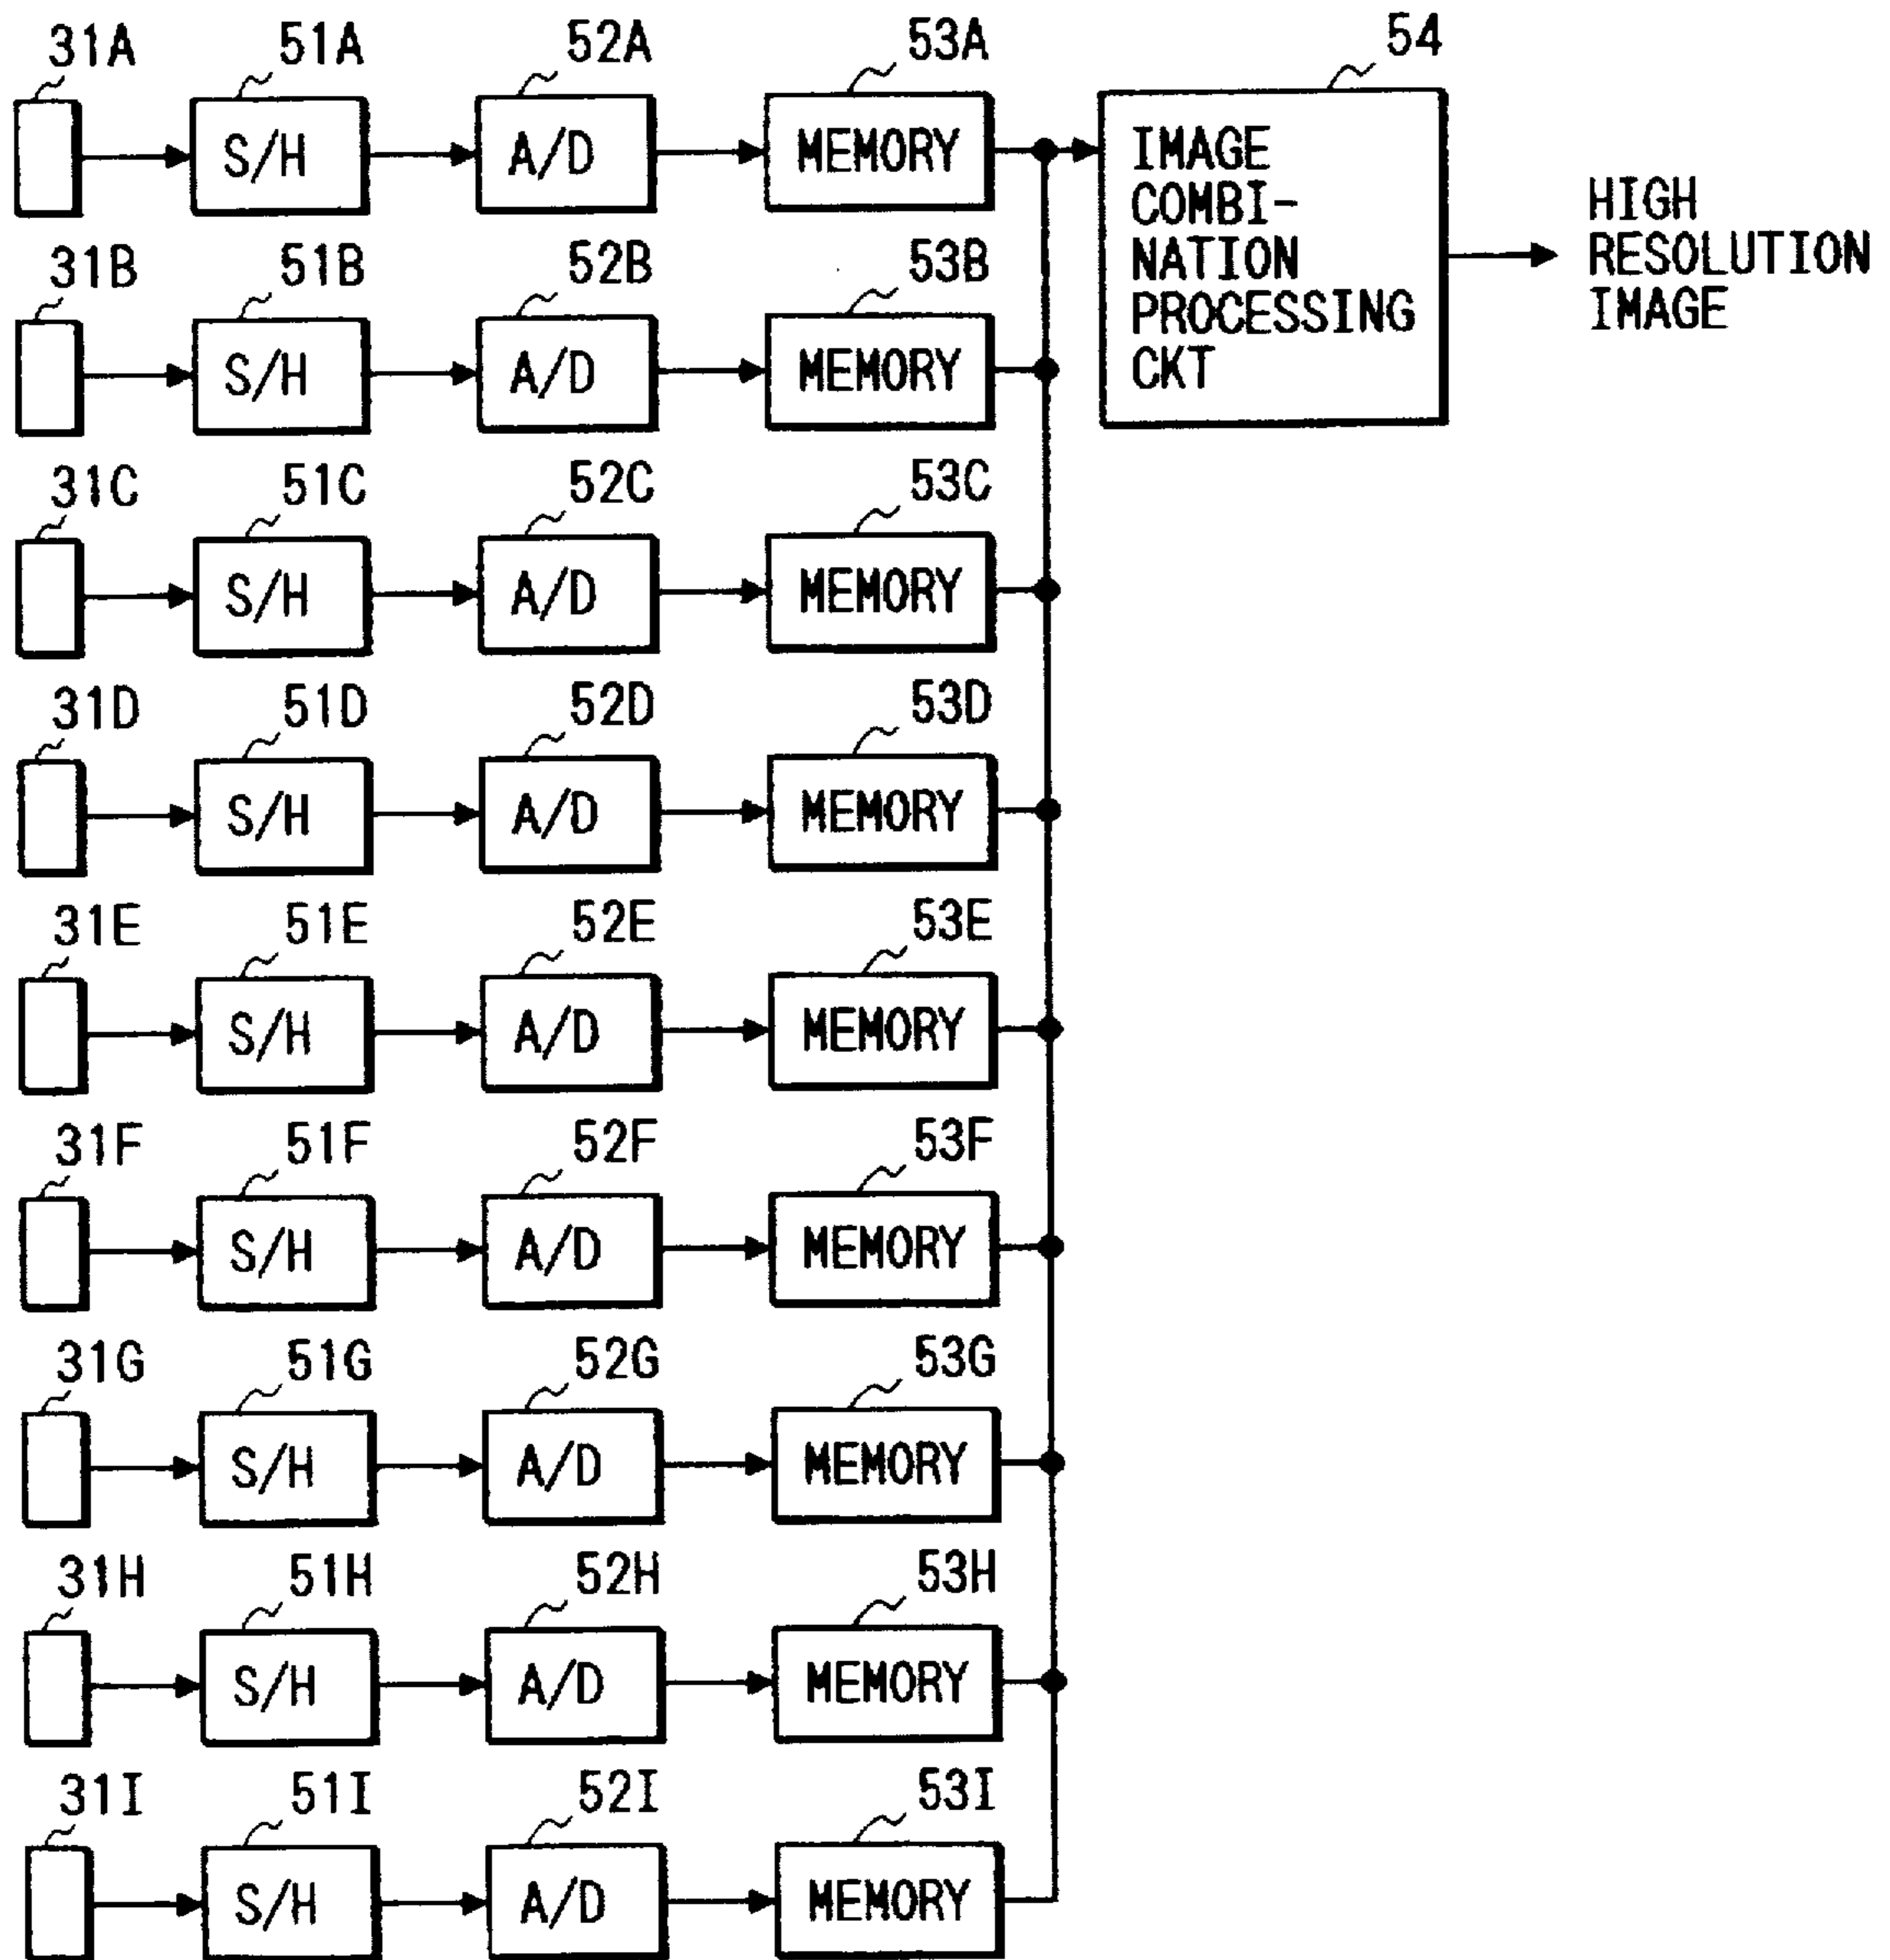 31A 51A 52A 53A 54
S/H A/D MEMORY
IMAGE
COMBI-
NATION
PROCESSING
CKT
HIGH
RESOLUTION
IMAGE
31B 51B 52B 53B
S/H A/D MEMORY
31C 51C 52C 53C
S/H A/D MEMORY
31D 51D 52D 53D
S/H A/D MEMORY
31E 51E 52E 53E
S/H A/D MEMORY
31F 51F 52F 53F
S/H A/D MEMORY
31G 51G 52G 53G
S/H A/D MEMORY
31H 51H 52H 53H
S/H A/D MEMORY
31I 51I 52I 53I
S/H A/D MEMORY